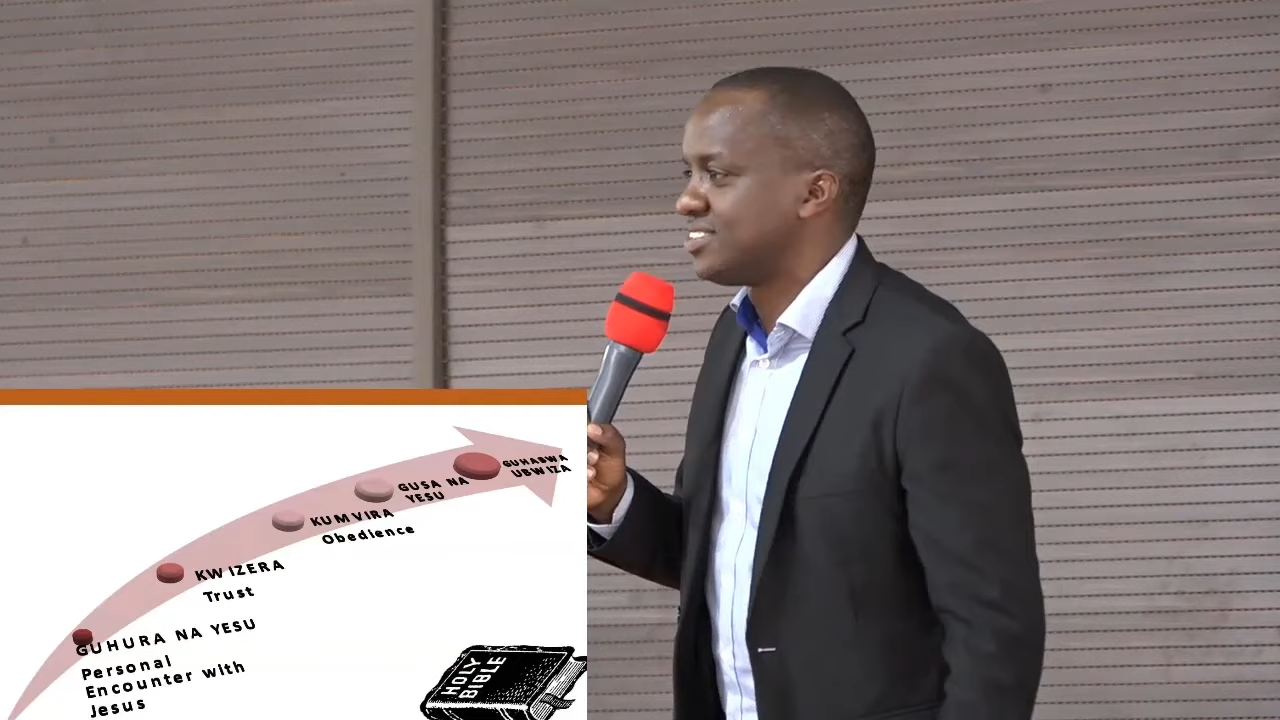 GUHABWA
UBWIZA
GUSA NA
YESU
KUMVIRA
Obedience
KWIZERA
Trust
GUHURA NA YESU
Personal
Encounter with
Jesus
HOLY
BIBLE